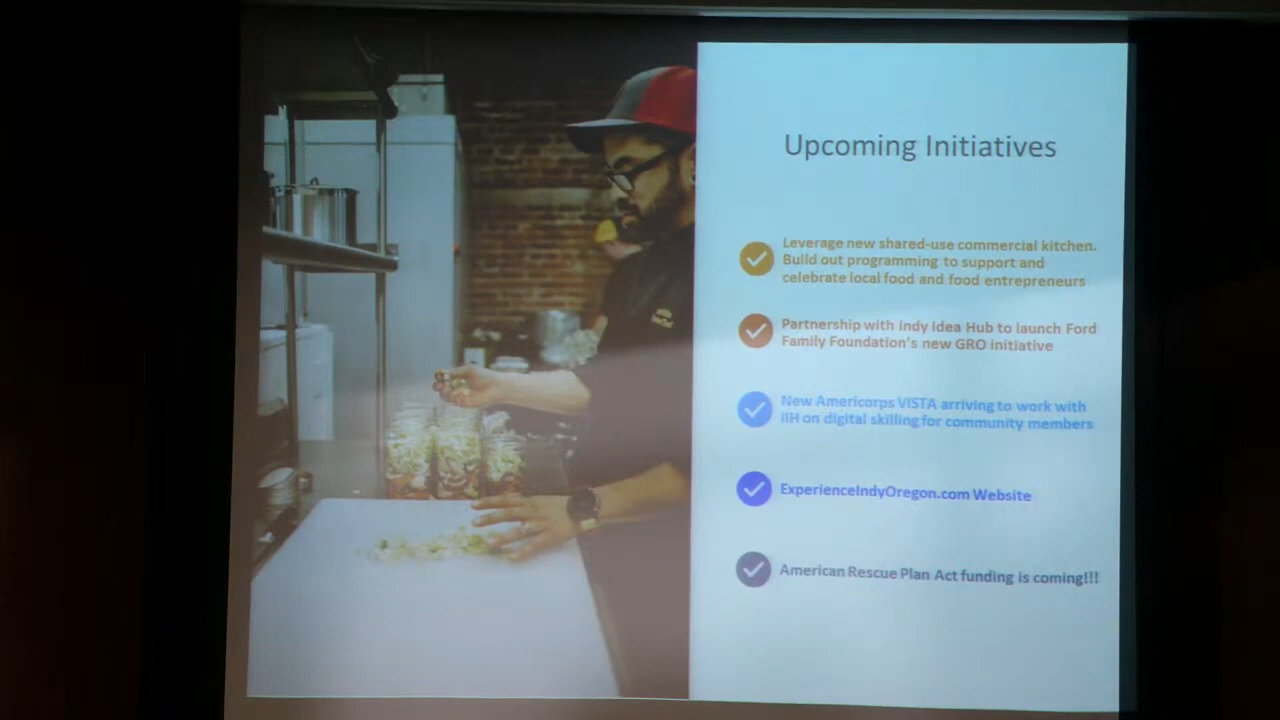 Upcoming Initiatives
Leverage new shared-use commercial kitchen.
Build out programming to support and
celebrate local food and food entrepreneurs
Partnership with Indy Idea Hub to launch Ford
Family Foundation's new GRO initiative
New Americorps VISTA arriving to work with
IIH on digital skilling for community members
ExperienceIndyOregon.com Website
American Rescue Plan Act funding is coming!!!